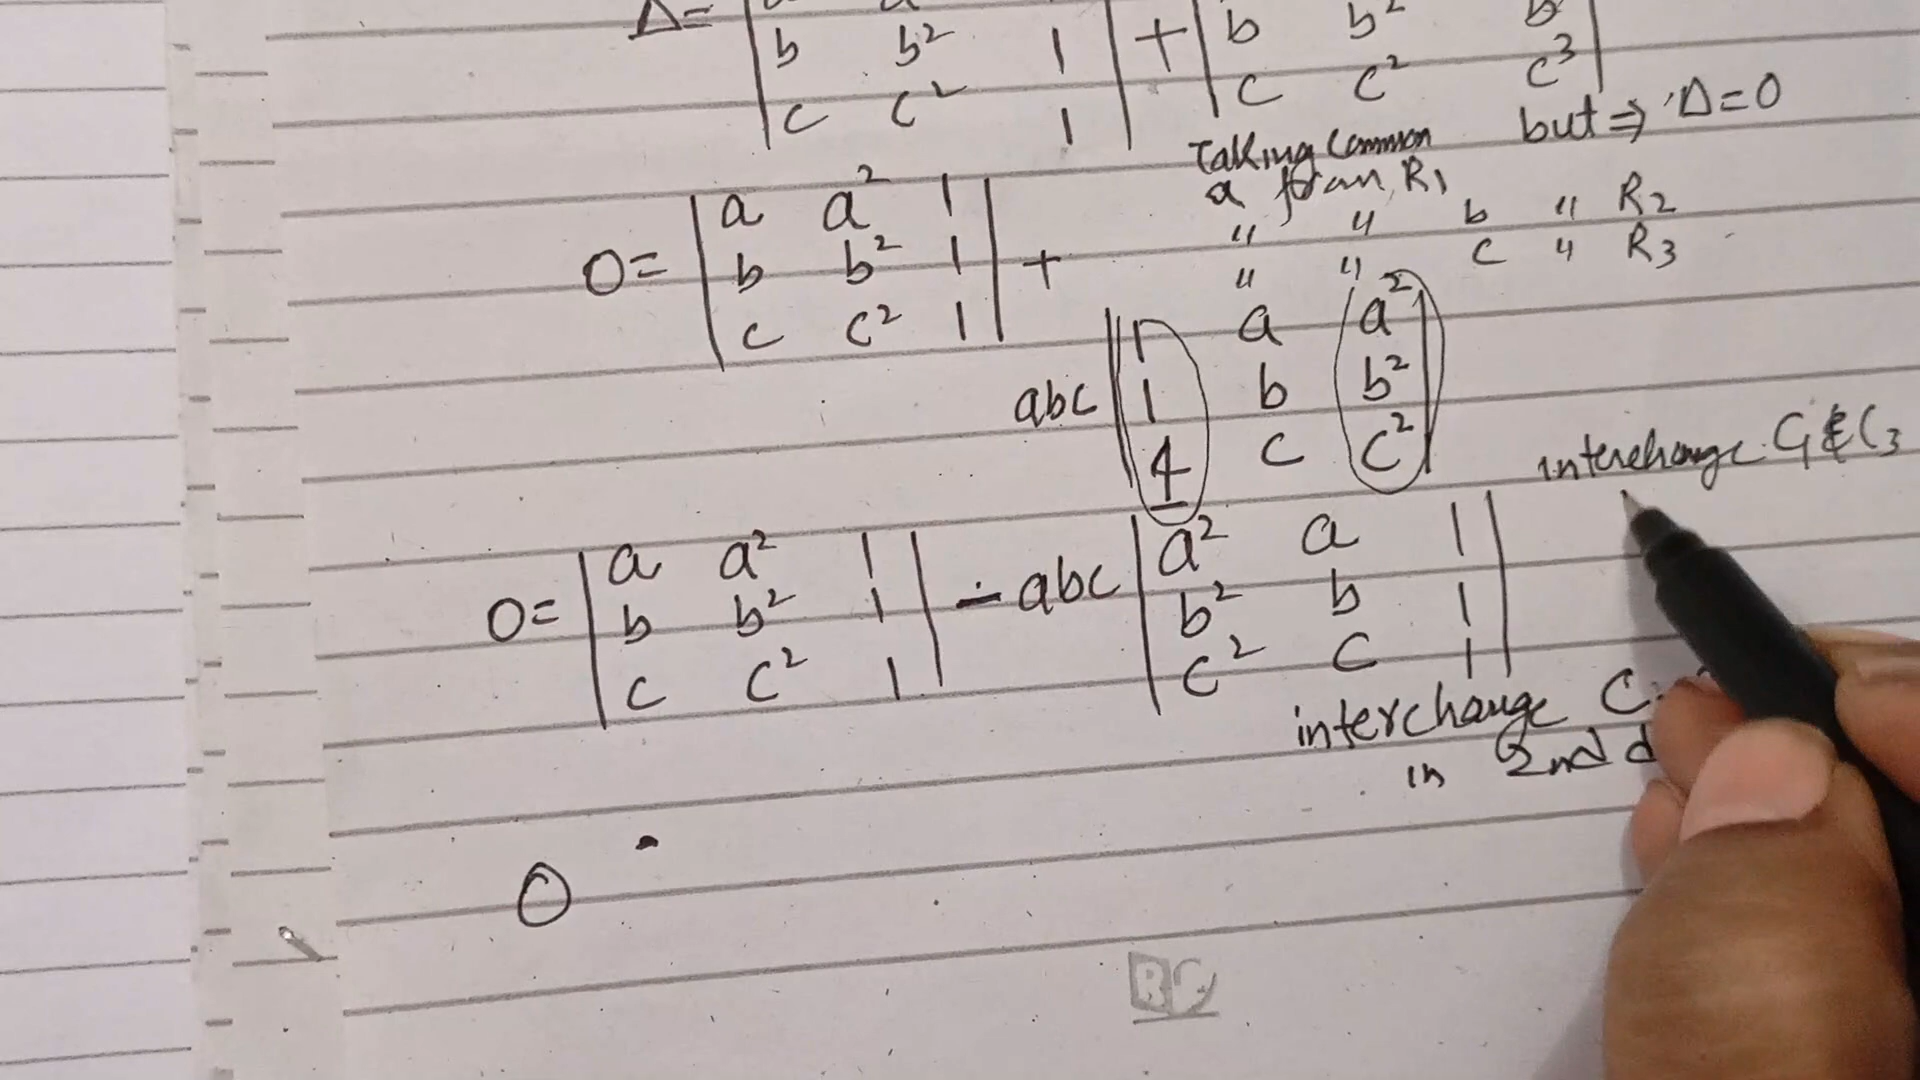 Δ=
b b² 1 + b b² b
c c² 1 c c² c³
but ⇒ Δ=0
Taking Common
a from R1
0= a a² 1
b b² 1 +
c c² 1
" " b " R2
" " c " R3
abc 1 a a²
1 b b²
1 c c²
interchange C1 & C3
0= a a² 1 - abc a² a 1
b b² 1 b² b 1
c c² 1 c² c 1
interchange C
in 2nd d
0